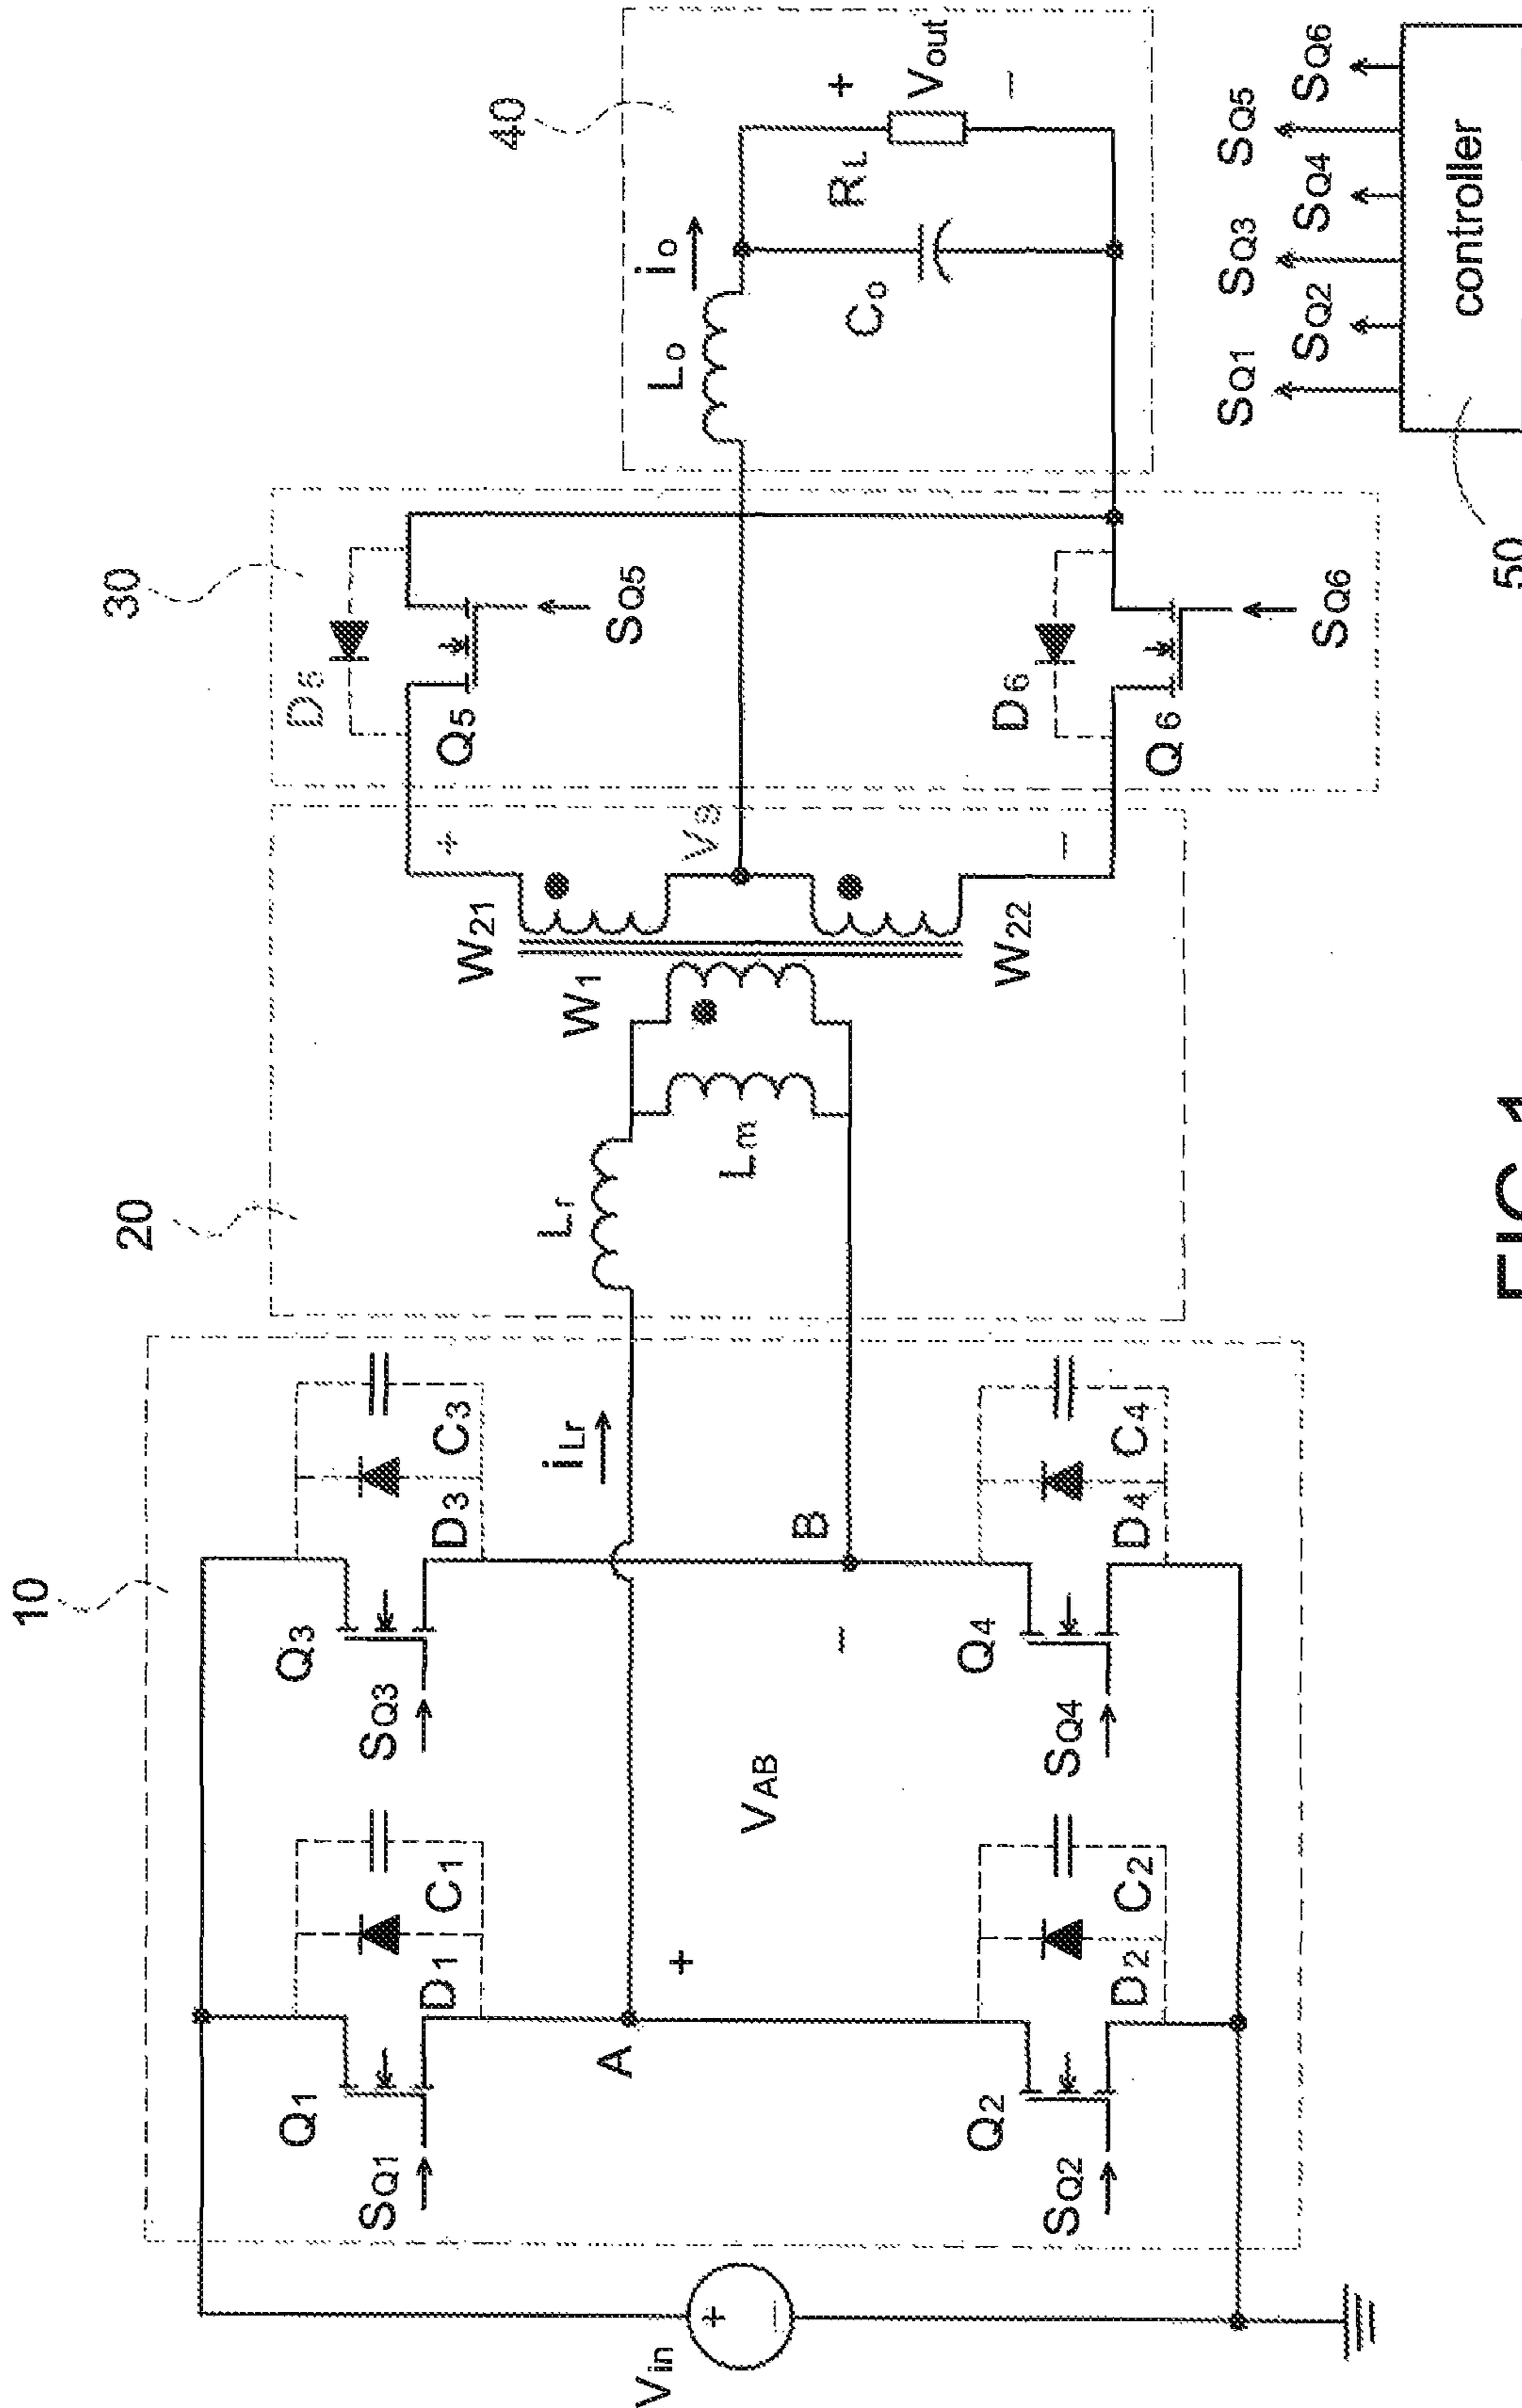 10
20
30
40
Vin
+
−
Q1
SQ1
D1
C1
Q3
SQ3
D3
C3
A
+
VAB
−
B
iLr
Q2
SQ2
D2
C2
Q4
SQ4
D4
C4
Lr
Lm
W1
W21
W22
+
VS
−
D5
Q5
SQ5
D6
Q6
SQ6
Lo
io
Co
RL
+
Vout
−
SQ1
SQ2
SQ3
SQ4
SQ5
SQ6
controller
50
FIG. 1